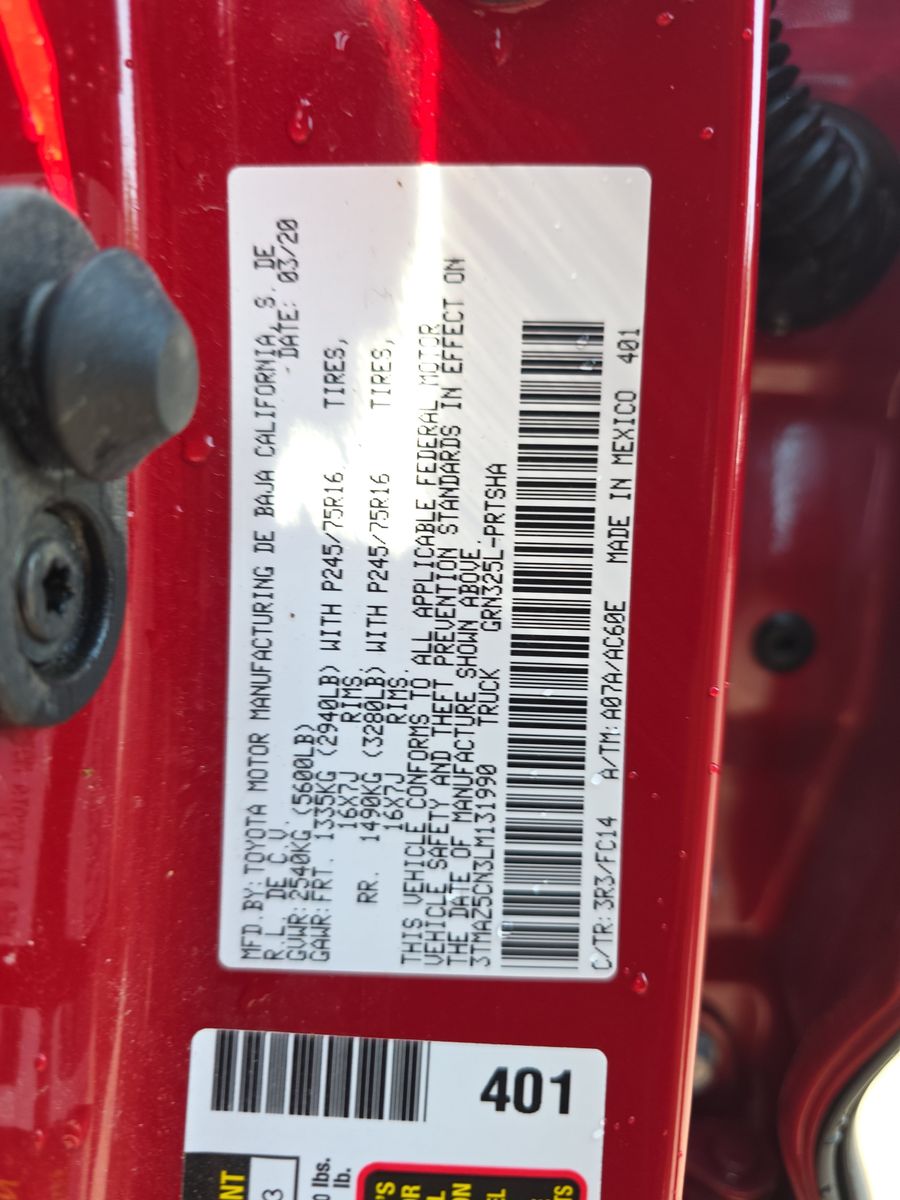 MFD.BY:TOYOTA MOTOR MANUFACTURING DE BAJA CALIFORNIA, S. DE
R.L. DE C.V. DATE: 03/20
GVWR:2540KG (5600LB)
GAWR:FRT. 1335KG (2940LB) WITH P245/75R16 TIRES,
16X7J RIMS.
RR. 1490KG (3280LB) WITH P245/75R16 TIRES,
16X7J RIMS.
THIS VEHICLE CONFORMS TO ALL APPLICABLE FEDERAL MOTOR
VEHICLE SAFETY AND THEFT PREVENTION STANDARDS IN EFFECT ON
THE DATE OF MANUFACTURE SHOWN ABOVE.
3TMAZ5CN3LM131990 TRUCK GRN325L-PRTSHA
C/TR:3R3/FC14 A/TM:A07A/AC60E MADE IN MEXICO 401
401